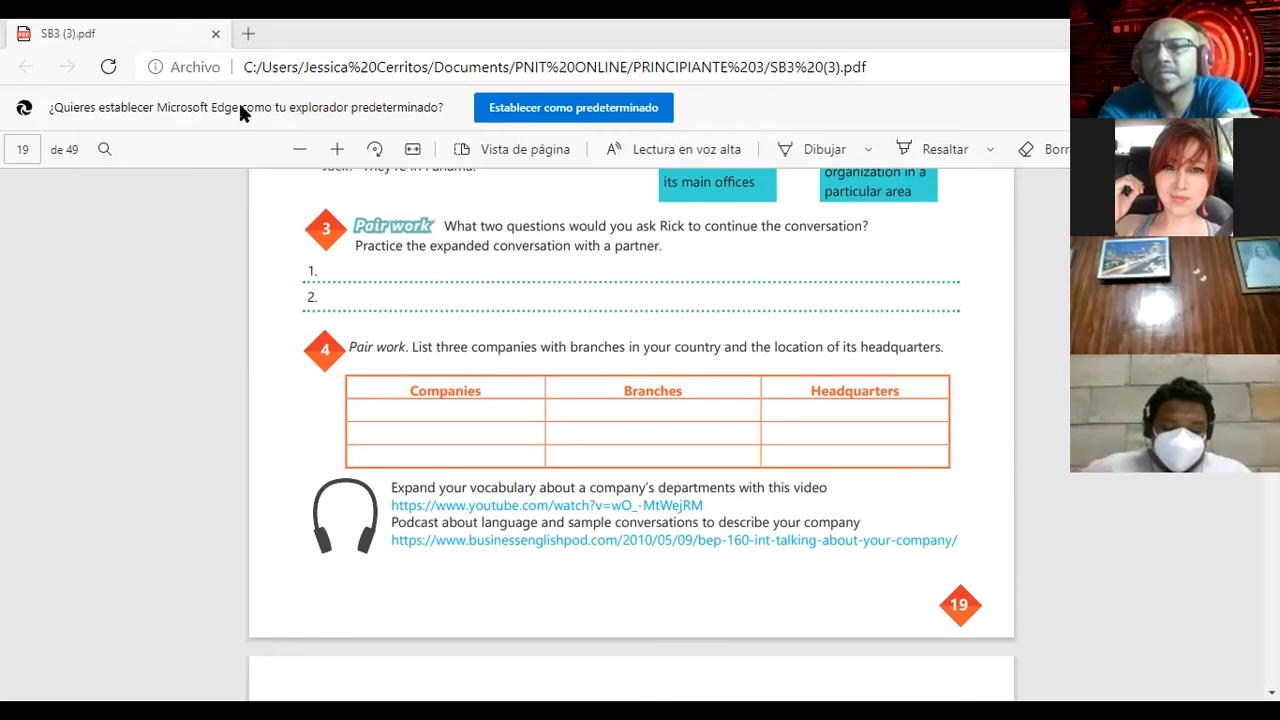 SB3 (3).pdf
Archivo C:/Users/Jessica%20Cerritos/Documents/PNIT%20ONLINE/PRINCIPIANTE%203/SB3%20(3).pdf
¿Quieres establecer Microsoft Edge como tu explorador predeterminado? Establecer como predeterminado
19 de 49 Vista de página Lectura en voz alta Dibujar Resaltar Borra
Jack? They're in Panama.
its main offices
organization in a
particular area
3 Pair work What two questions would you ask Rick to continue the conversation?
Practice the expanded conversation with a partner.
1.
2.
4 Pair work. List three companies with branches in your country and the location of its headquarters.
Companies Branches Headquarters
Expand your vocabulary about a company's departments with this video
https://www.youtube.com/watch?v=wO_-MtWejRM
Podcast about language and sample conversations to describe your company
https://www.businessenglishpod.com/2010/05/09/bep-160-int-talking-about-your-company/
19